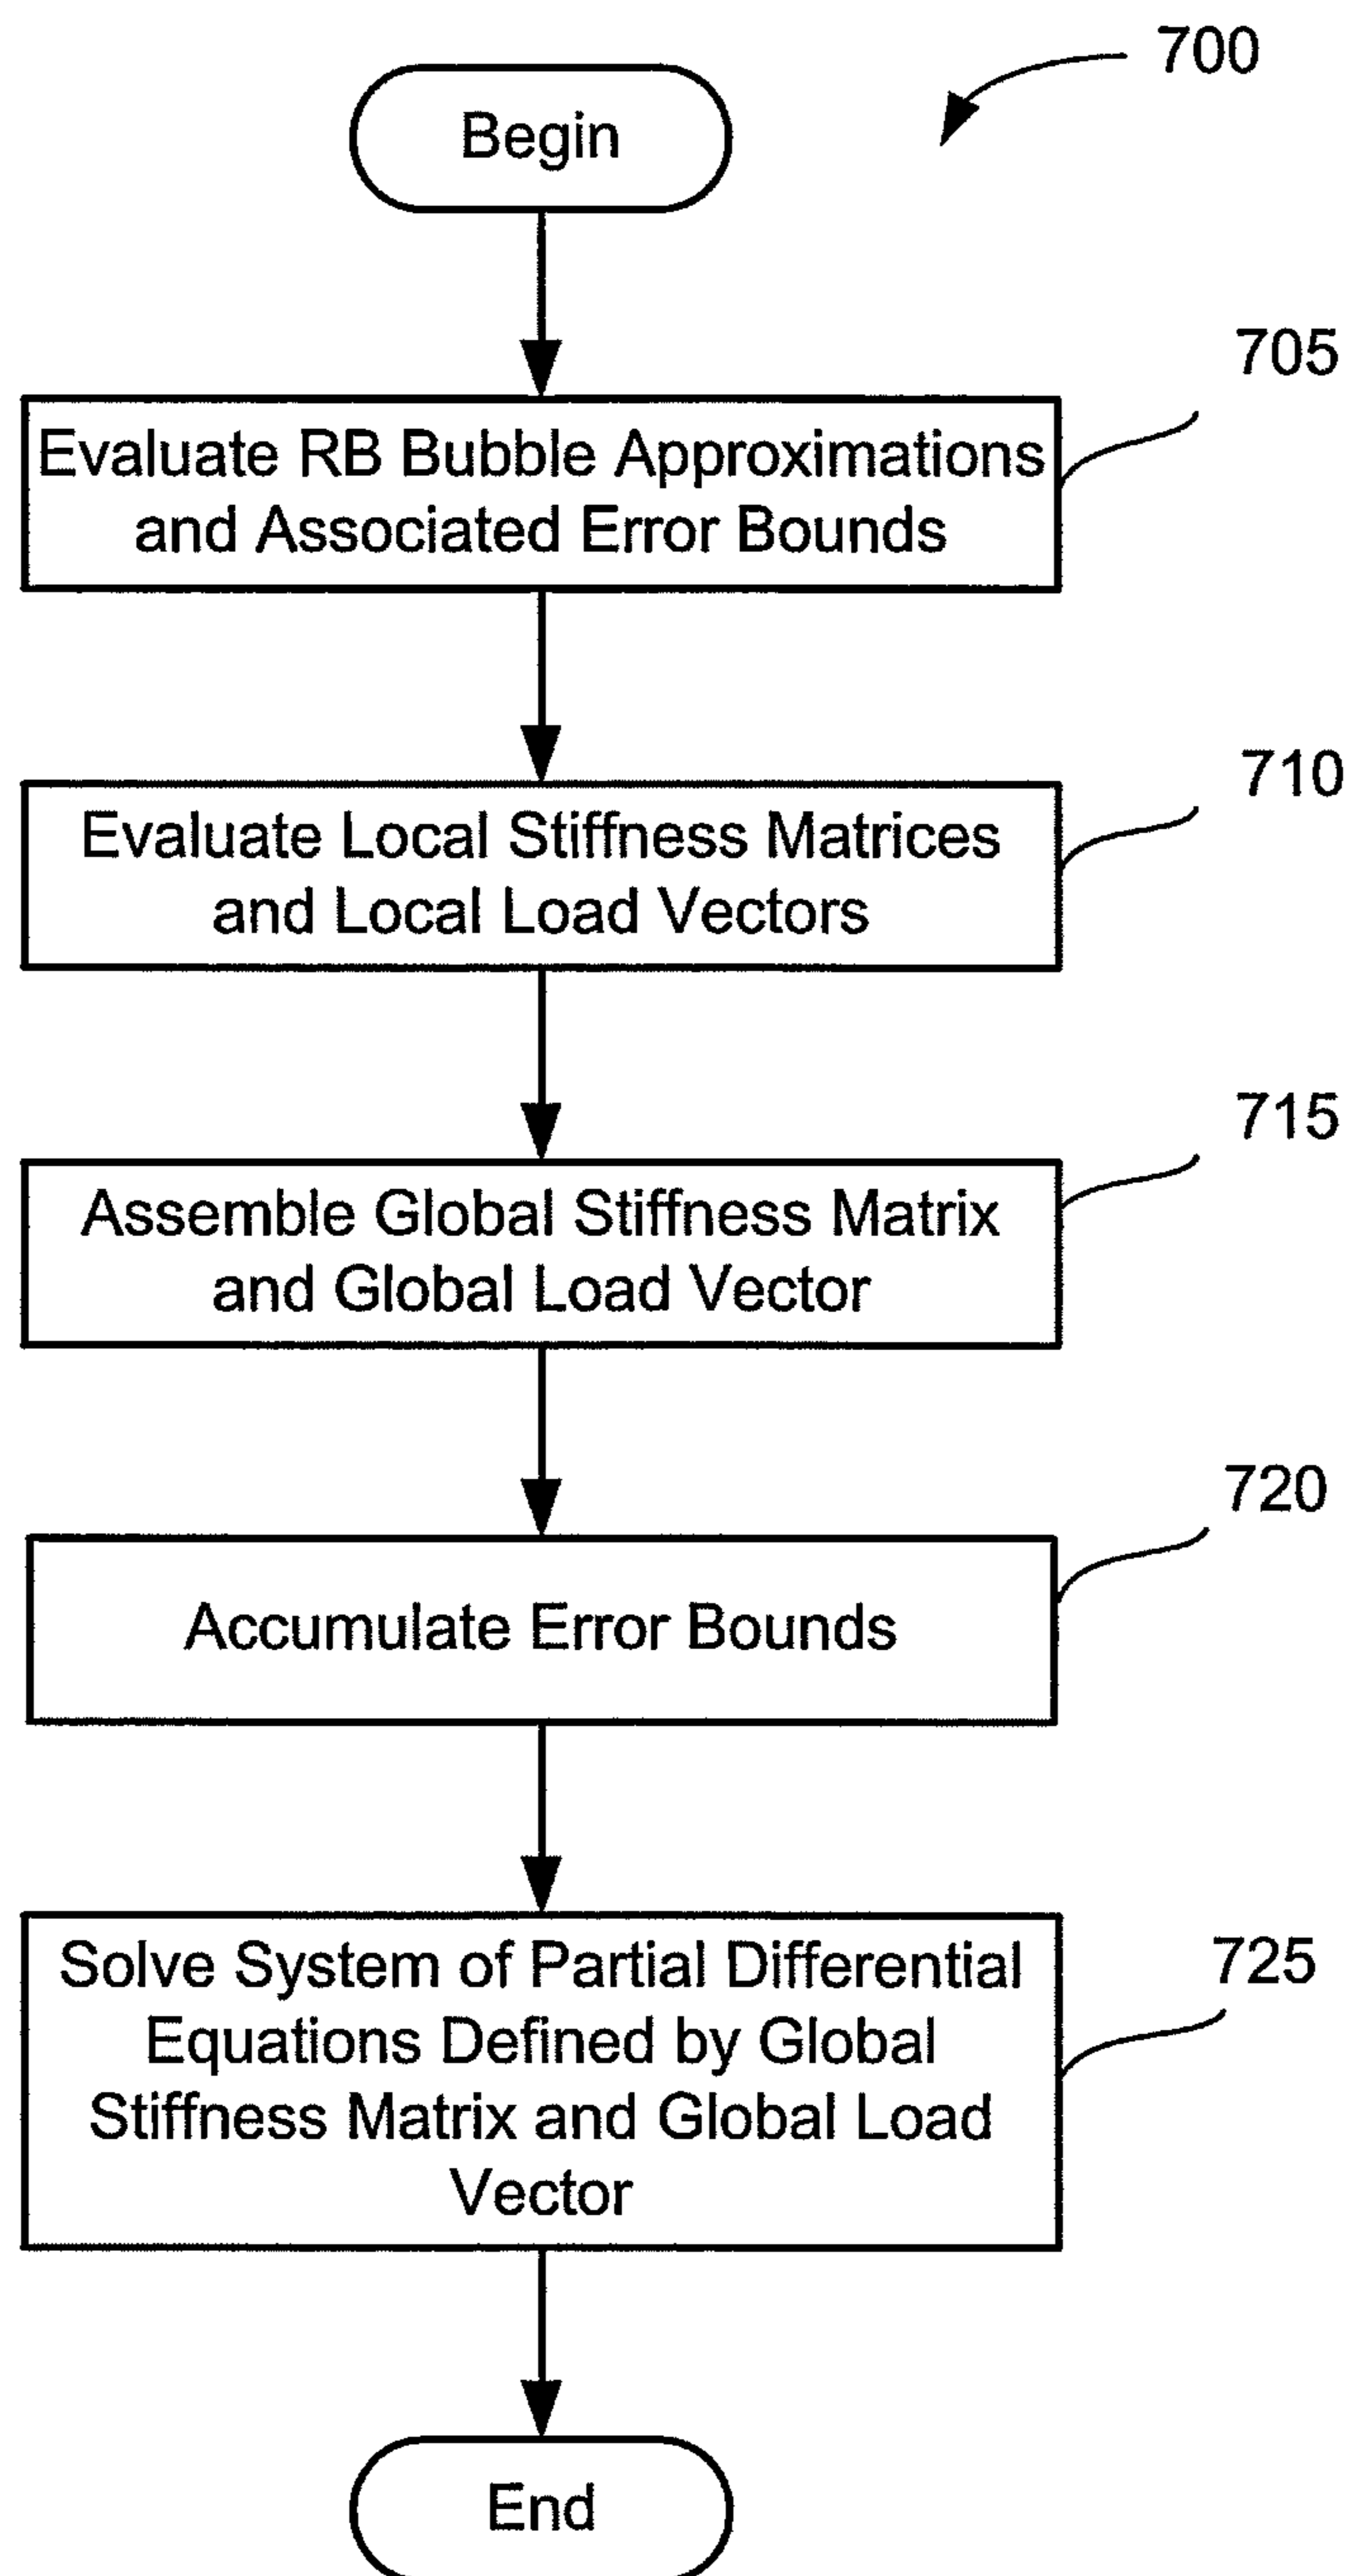 700
Begin
705
Evaluate RB Bubble Approximations
and Associated Error Bounds
710
Evaluate Local Stiffness Matrices
and Local Load Vectors
715
Assemble Global Stiffness Matrix
and Global Load Vector
720
Accumulate Error Bounds
725
Solve System of Partial Differential
Equations Defined by Global
Stiffness Matrix and Global Load
Vector
End